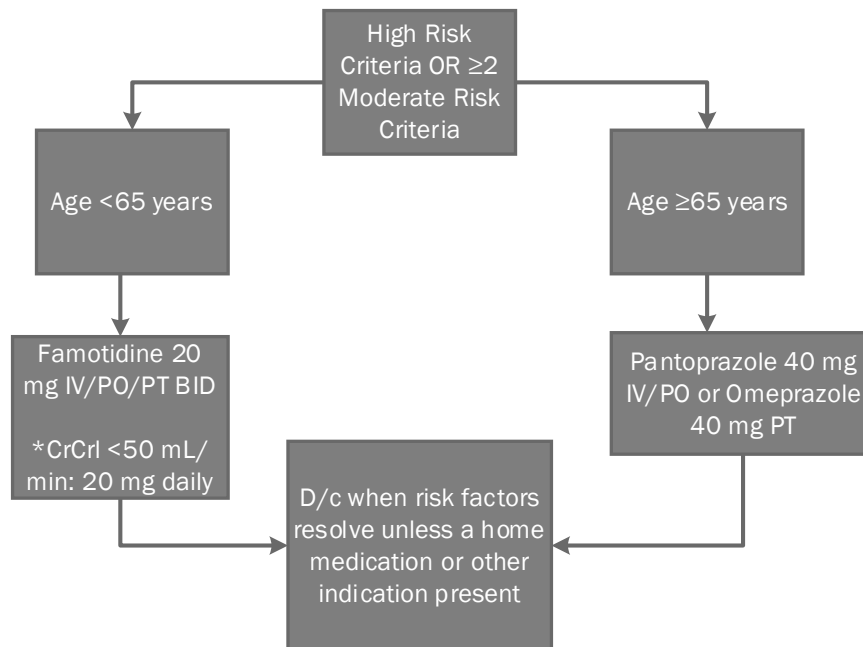 High Risk
Criteria OR ≥2
Moderate Risk
Criteria
Age <65 years
Age ≥65 years
Famotidine 20
mg IV/PO/PT BID
*CrCrl <50 mL/
min: 20 mg daily
Pantoprazole 40 mg
IV/PO or Omeprazole
40 mg PT
D/c when risk factors
resolve unless a home
medication or other
indication present